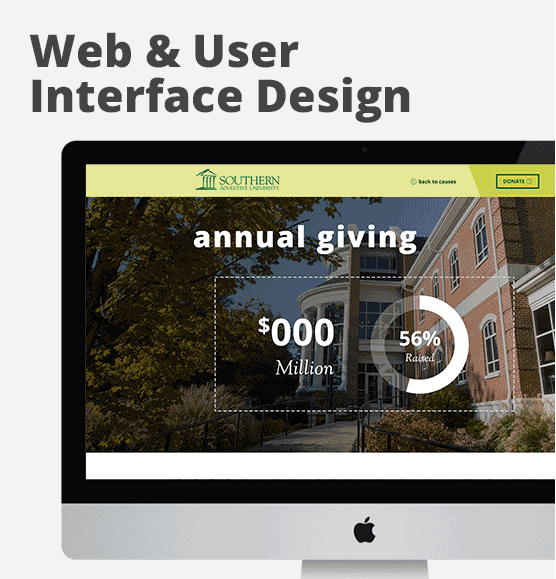 Web & User
Interface Design
SOUTHERN
ADVENTIST UNIVERSITY
back to causes
DONATE
annual giving
$000
Million
56%
Raised